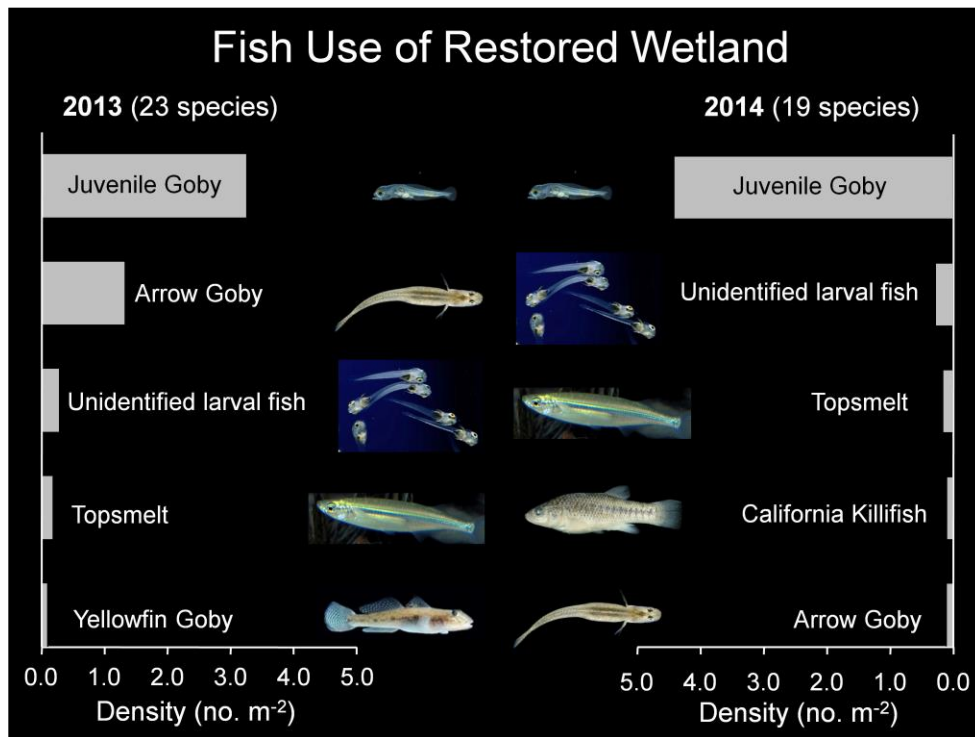 Fish Use of Restored Wetland
2013 (23 species)
Juvenile Goby
Arrow Goby
Unidentified larval fish
Topsmelt
Yellowfin Goby
0.0 1.0 2.0 3.0 4.0 5.0
Density (no. m⁻²)
2014 (19 species)
Juvenile Goby
Unidentified larval fish
Topsmelt
California Killifish
Arrow Goby
5.0 4.0 3.0 2.0 1.0 0.0
Density (no. m⁻²)